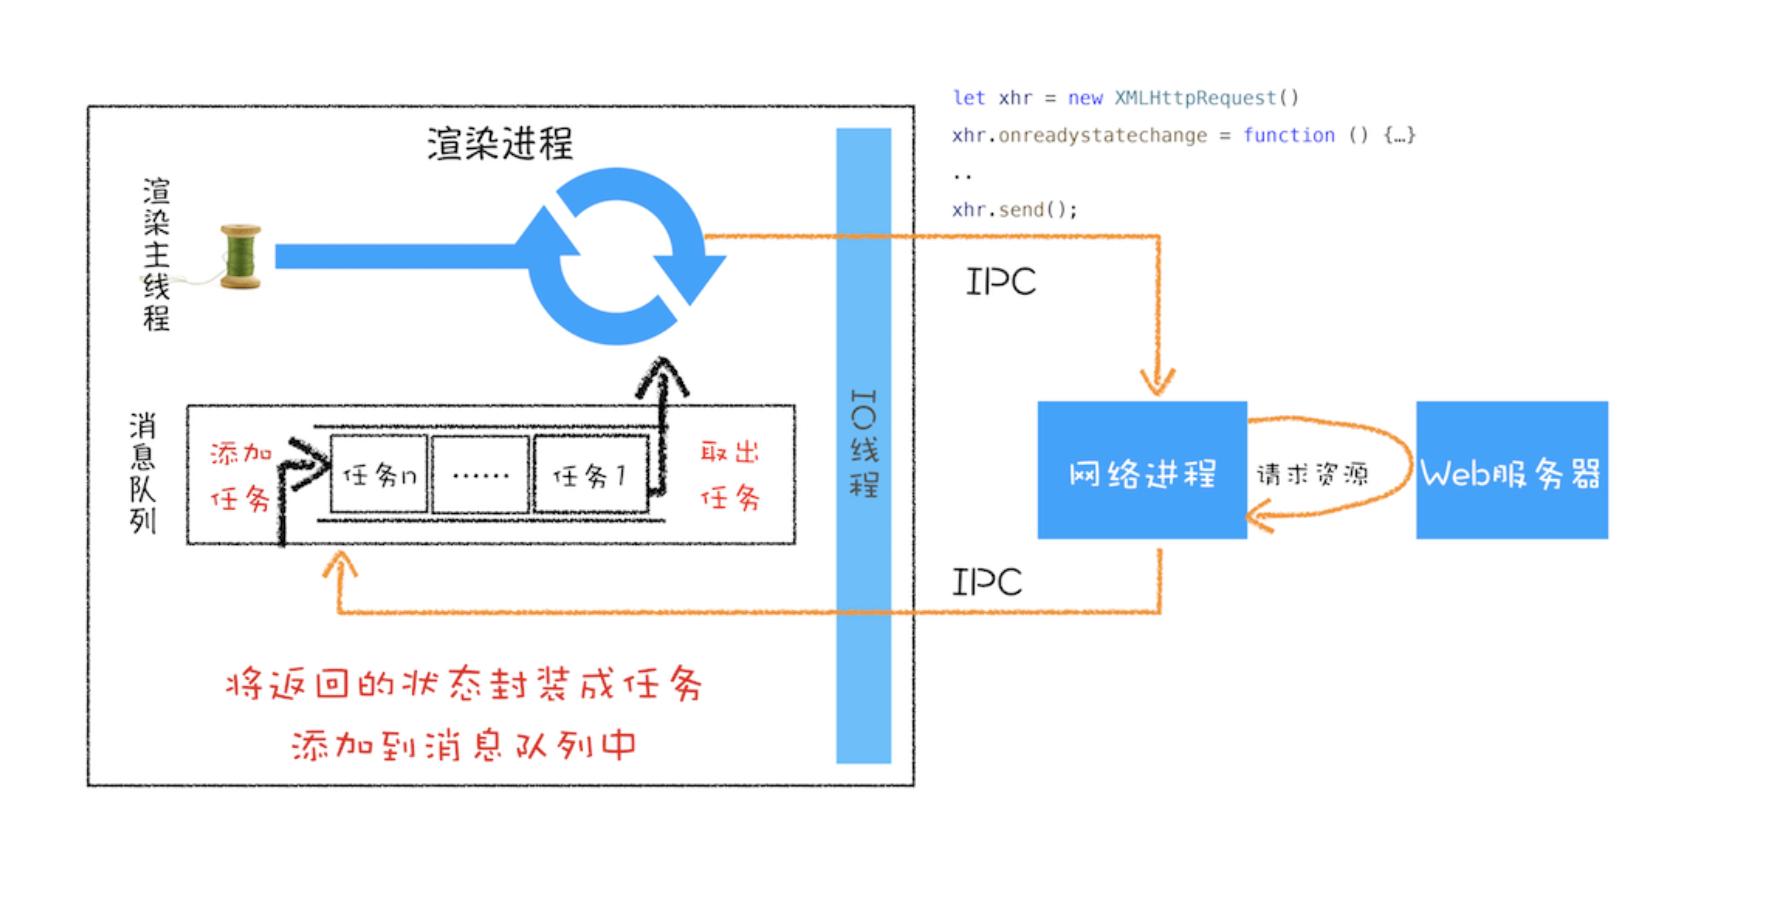 let xhr = new XMLHttpRequest()
xhr.onreadystatechange = function () {…}
..
xhr.send();
渲染进程
渲染主线程
IPC
消息队列
添加
任务
任务n
……
任务1
取出
任务
IO线程
网络进程
请求资源
Web服务器
IPC
将返回的状态封装成任务
添加到消息队列中